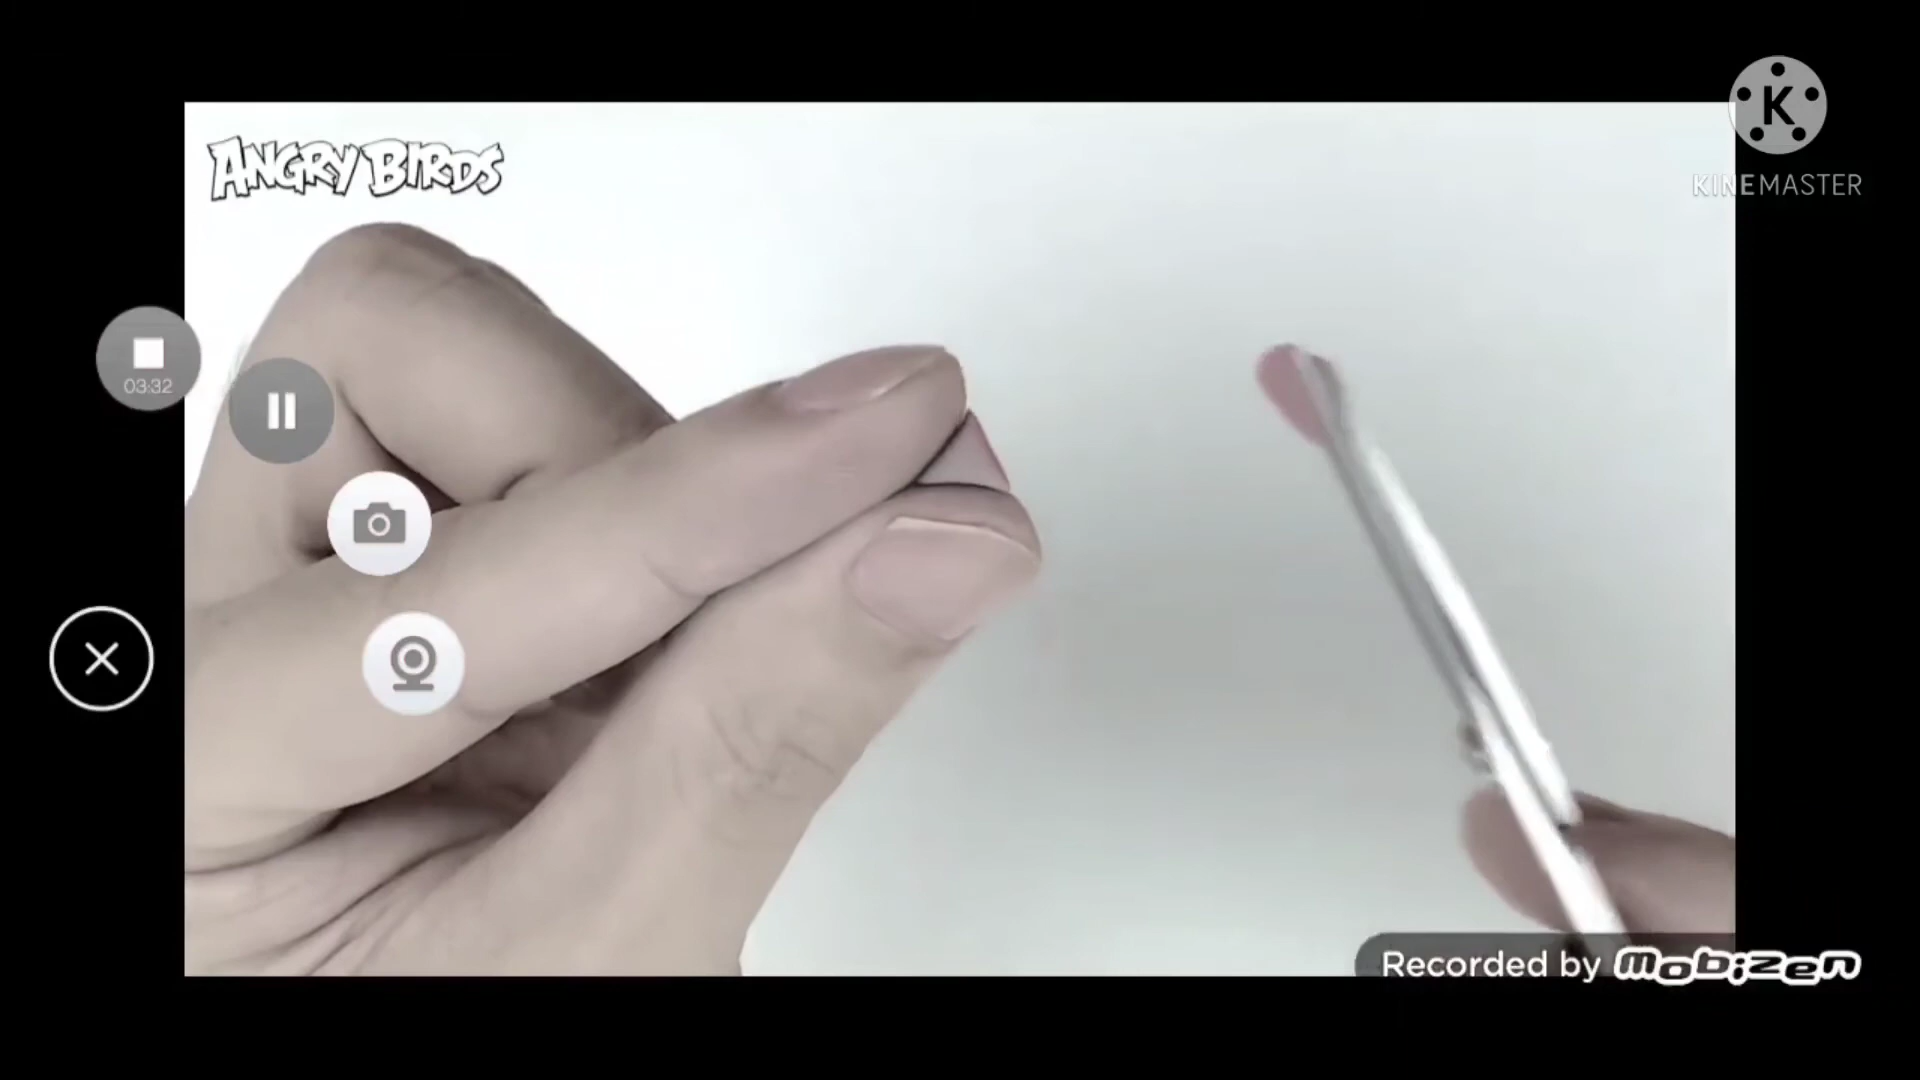 ANGRY BIRDS
K
KINEMASTER
03:32
Recorded by mobizen